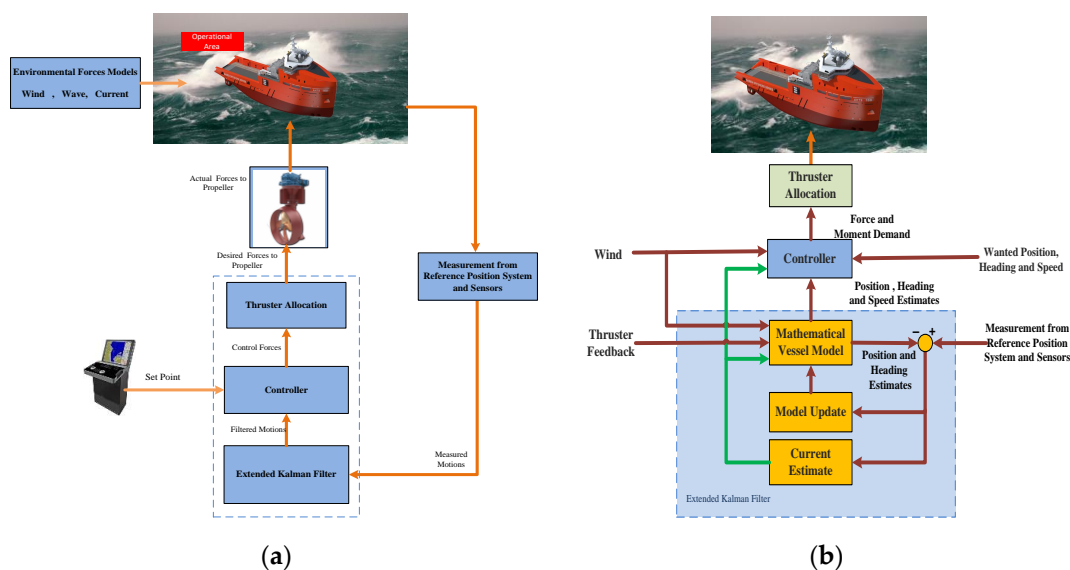 Operational
Area
Environmental Forces Models
Wind , Wave, Current
Actual Forces to
Propeller
Desired Forces to
Propeller
Measurement from
Reference Position System
and Sensors
Thruster Allocation
Control Forces
Set Point
Controller
Filtered Motions
Measured
Motions
Extended Kalman Filter
(a)
Thruster
Allocation
Force and
Moment Demand
Wind
Controller
Wanted Position,
Heading and Speed
Position , Heading
and Speed Estimates
Thruster
Feedback
Mathematical
Vessel Model
− +
Measurement from
Reference Position
System and Sensors
Position and
Heading
Estimates
Model Update
Current
Estimate
Extended Kalman Filter
(b)